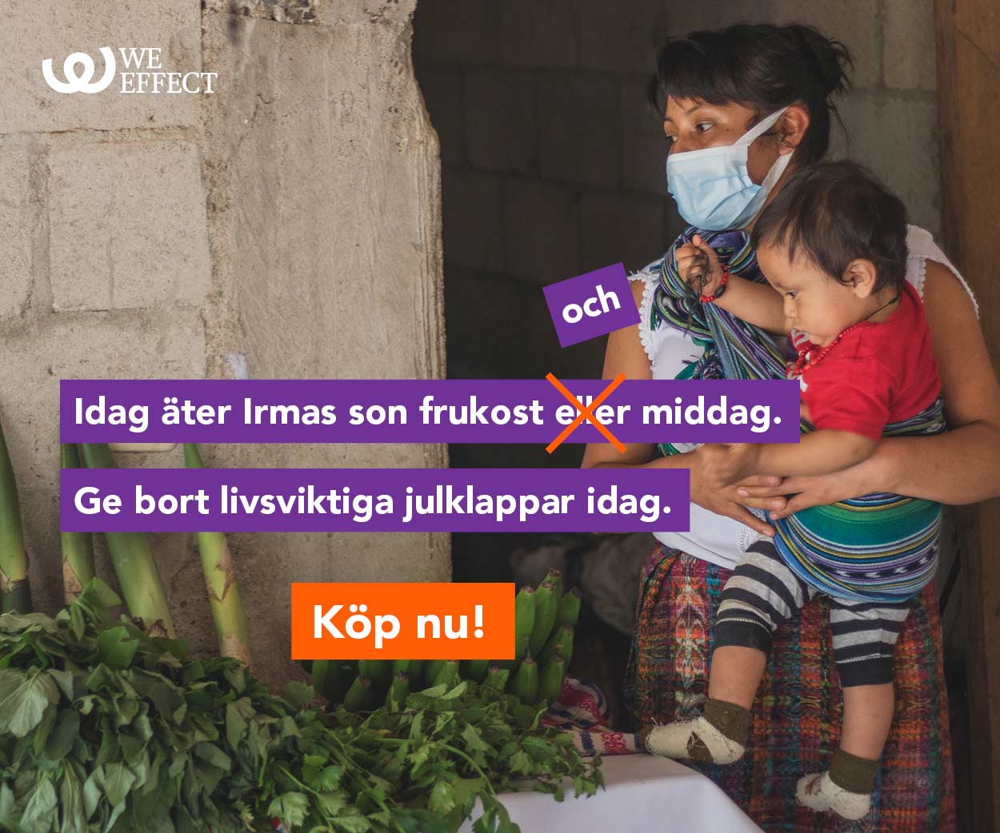 WE
EFFECT
och
Idag äter Irmas son frukost eller middag.
Ge bort livsviktiga julklappar idag.
Köp nu!